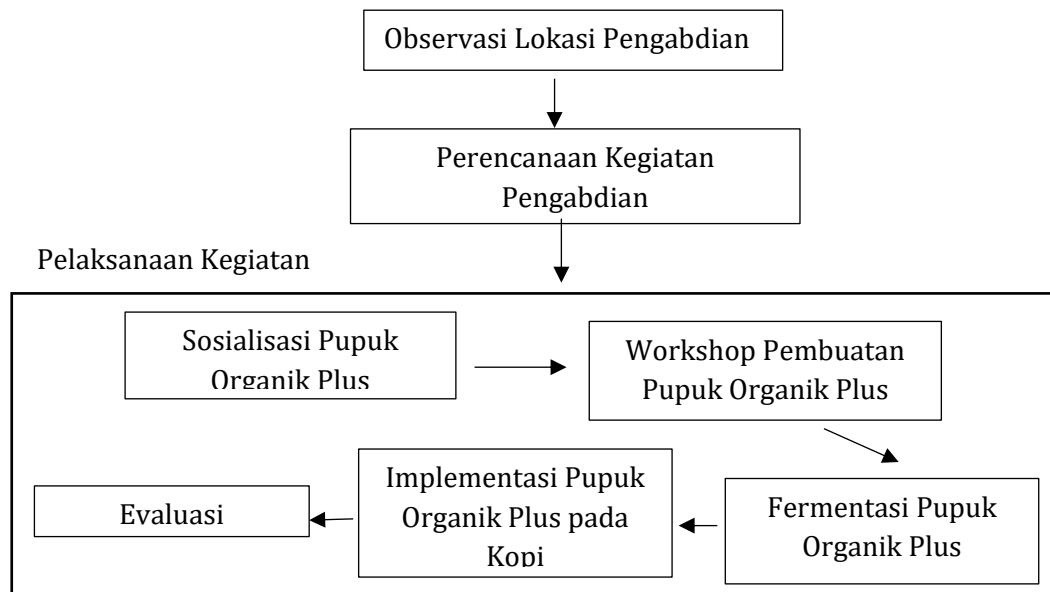 Observasi Lokasi Pengabdian
Perencanaan Kegiatan
Pengabdian
Pelaksanaan Kegiatan
Sosialisasi Pupuk
Organik Plus
Workshop Pembuatan
Pupuk Organik Plus
Fermentasi Pupuk
Organik Plus
Implementasi Pupuk
Organik Plus pada
Kopi
Evaluasi